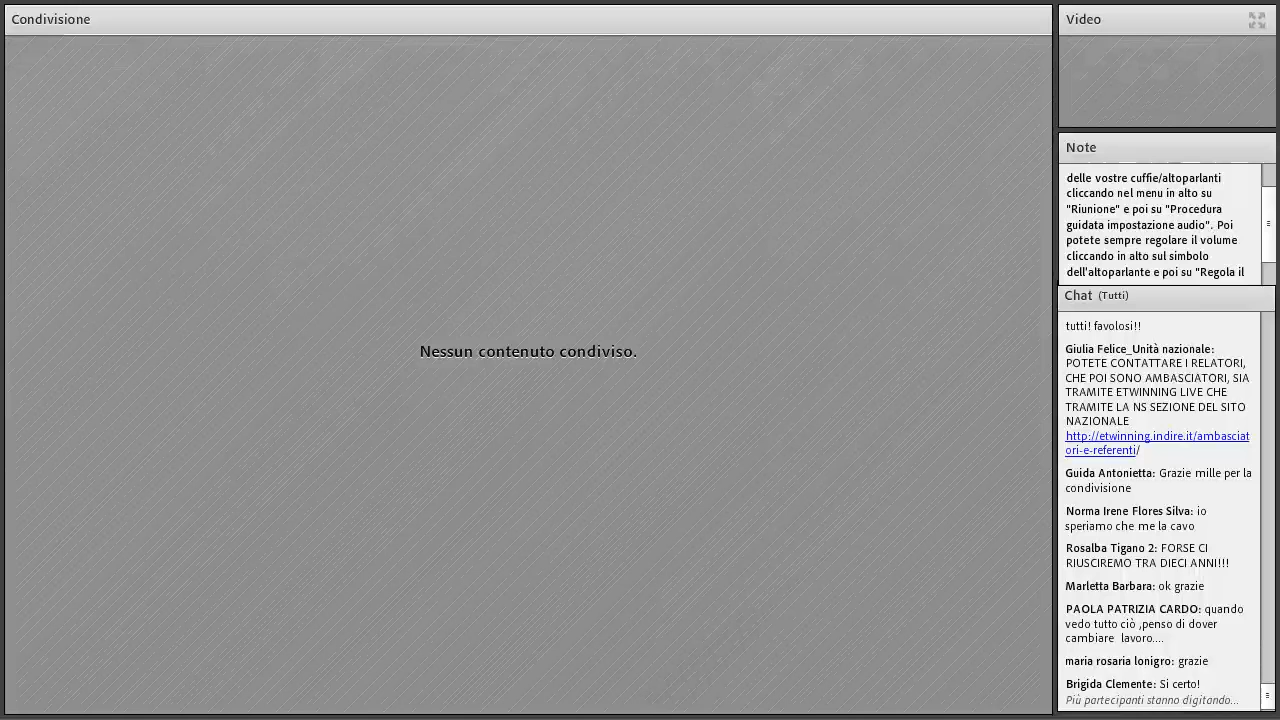 Condivisione
Nessun contenuto condiviso.
Video
Note
delle vostre cuffie/altoparlanti
cliccando nel menu in alto su
"Riunione" e poi su "Procedura
guidata impostazione audio". Poi
potete sempre regolare il volume
cliccando in alto sul simbolo
dell'altoparlante e poi su "Regola il
Chat (Tutti)
tutti! favolosi!!
Giulia Felice_Unità nazionale:
POTETE CONTATTARE I RELATORI,
CHE POI SONO AMBASCIATORI, SIA
TRAMITE ETWINNING LIVE CHE
TRAMITE LA NS SEZIONE DEL SITO
NAZIONALE
http://etwinning.indire.it/ambasciat
ori-e-referenti/
Guida Antonietta: Grazie mille per la
condivisione
Norma Irene Flores Silva: io
speriamo che me la cavo
Rosalba Tigano 2: FORSE CI
RIUSCIREMO TRA DIECI ANNI!!!
Marletta Barbara: ok grazie
PAOLA PATRIZIA CARDO: quando
vedo tutto ciò ,penso di dover
cambiare  lavoro....
maria rosaria lonigro: grazie
Brigida Clemente: Si certo!
Più partecipanti stanno digitando...